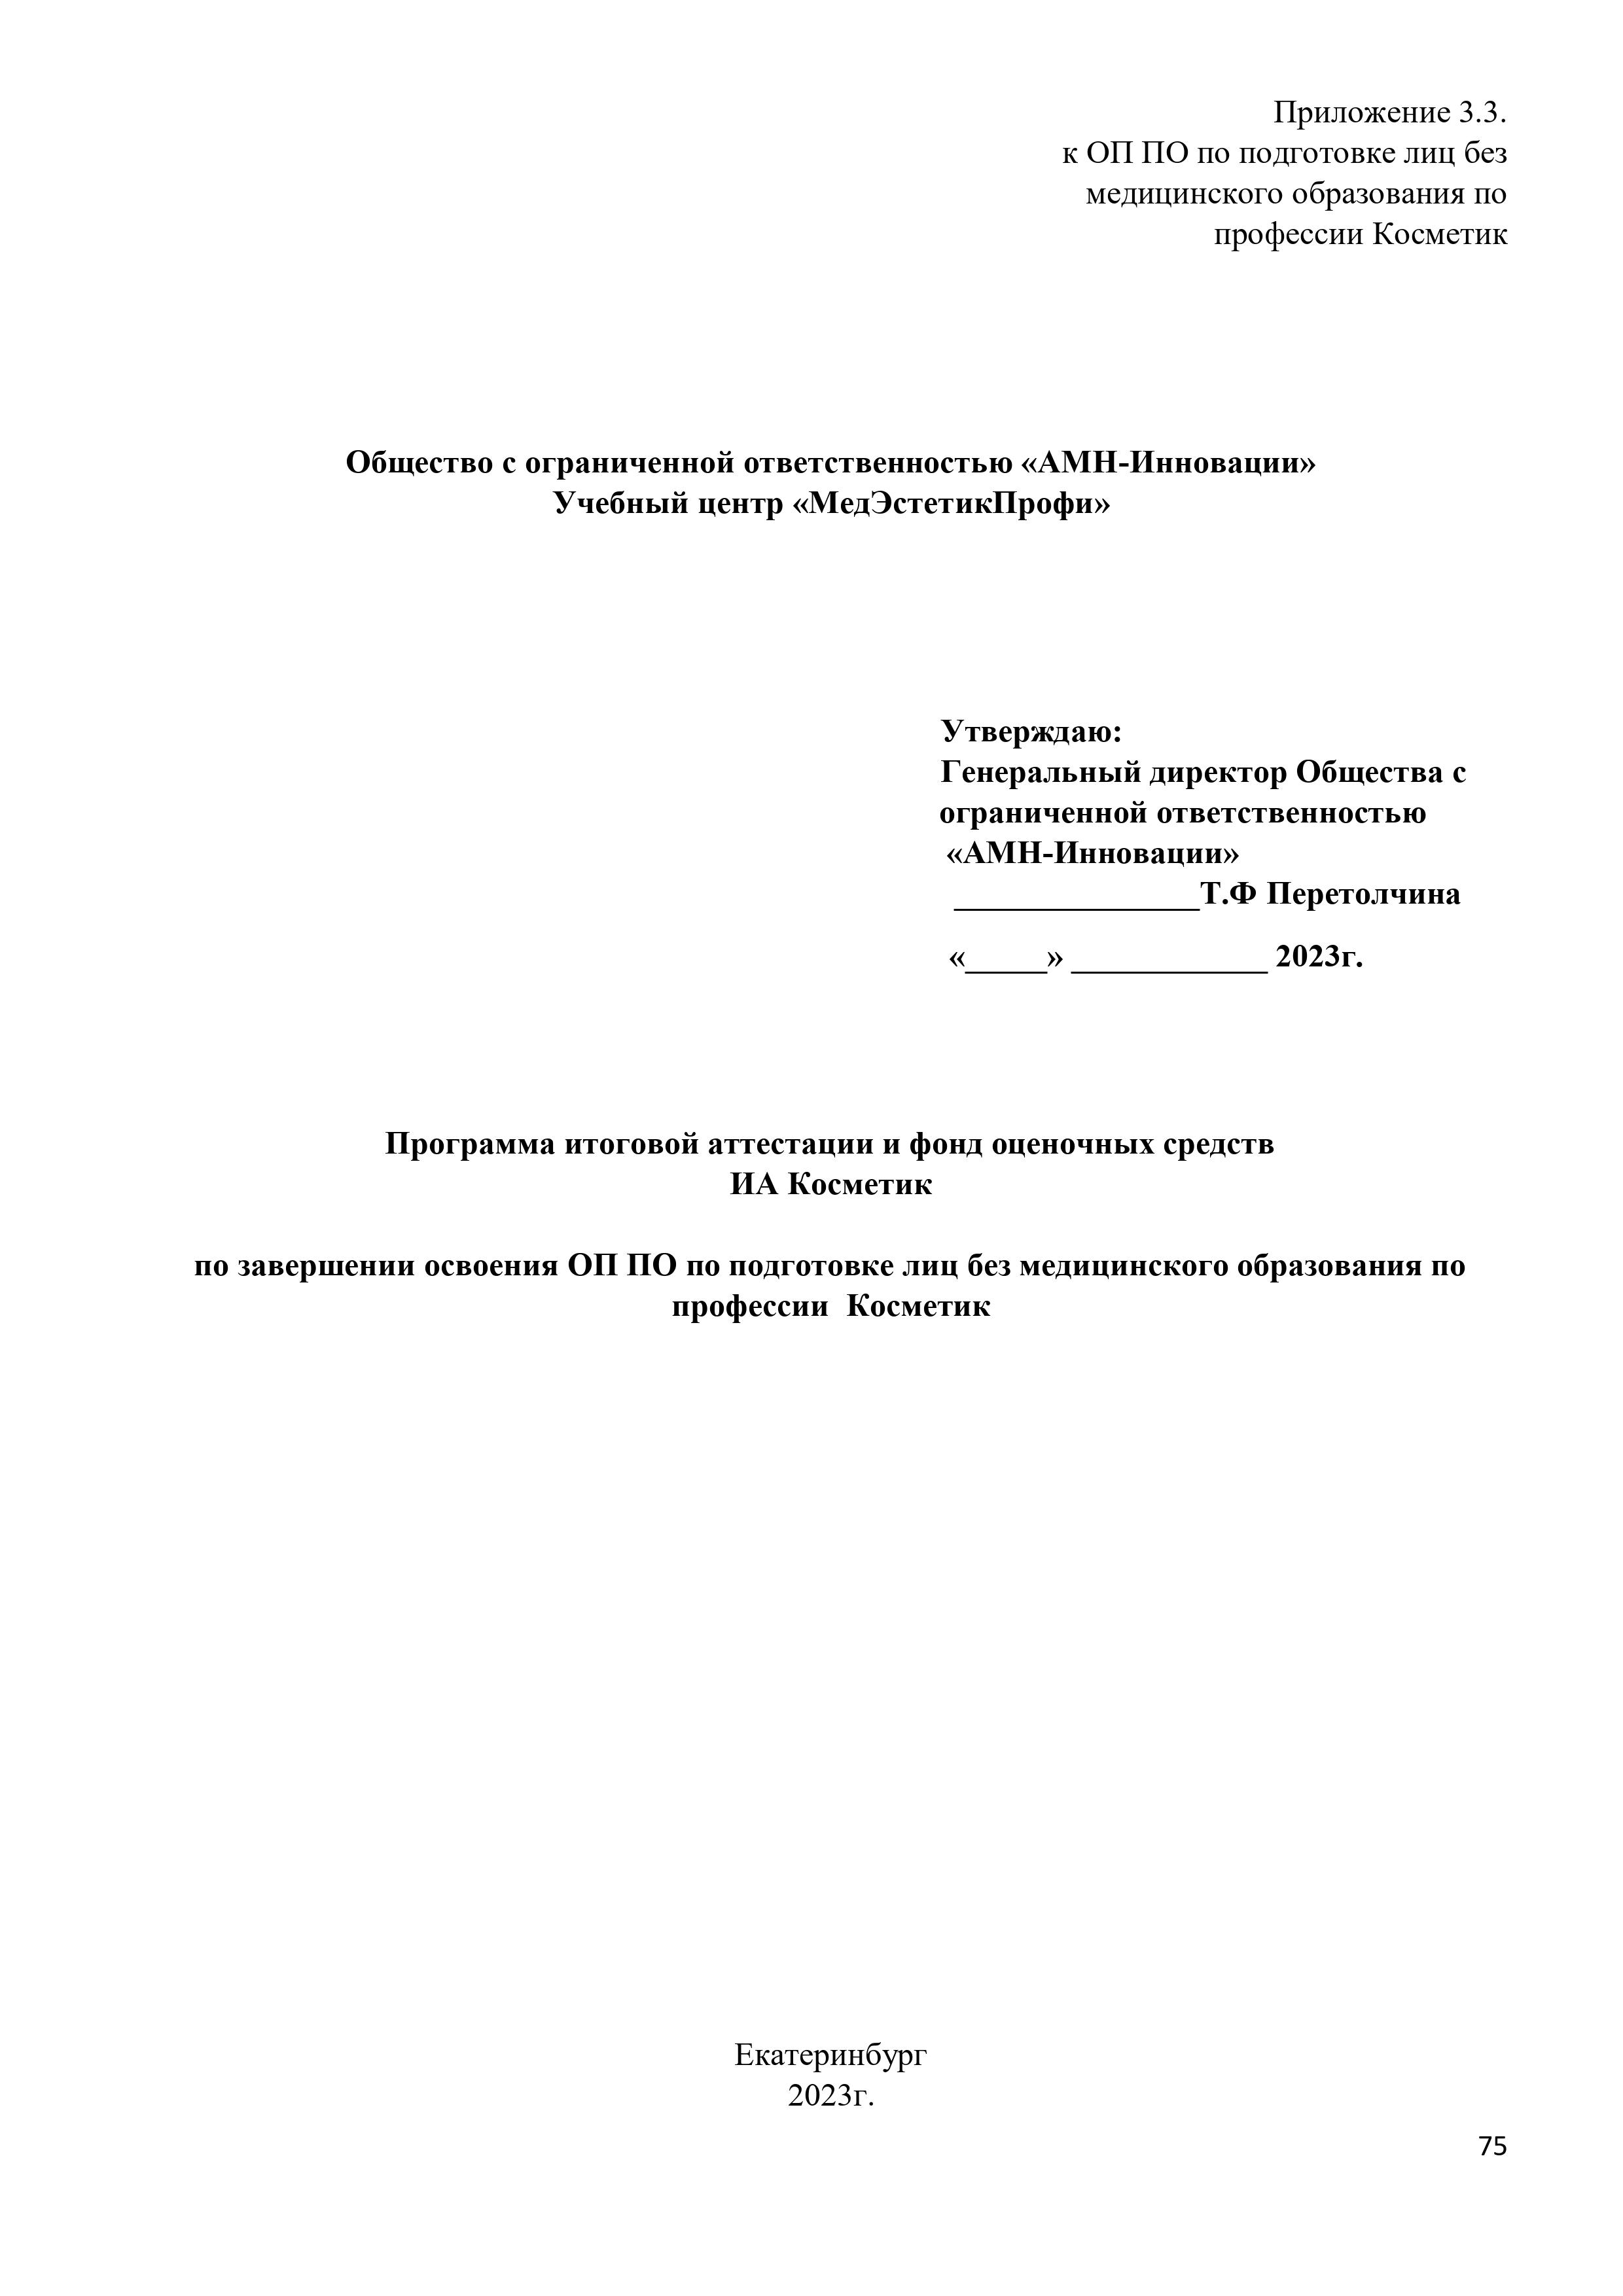 Приложение 3.3.
к ОП ПО по подготовке лиц без
медицинского образования по
профессии Косметик
Общество с ограниченной ответственностью «АМН-Инновации»
Учебный центр «МедЭстетикПрофи»
Утверждаю:
Генеральный директор Общества с
ограниченной ответственностью
«АМН-Инновации»
_______________Т.Ф Перетолчина
«_____» ____________ 2023г.
Программа итоговой аттестации и фонд оценочных средств
ИА Косметик
по завершении освоения ОП ПО по подготовке лиц без медицинского образования по
профессии  Косметик
Екатеринбург
2023г.
75